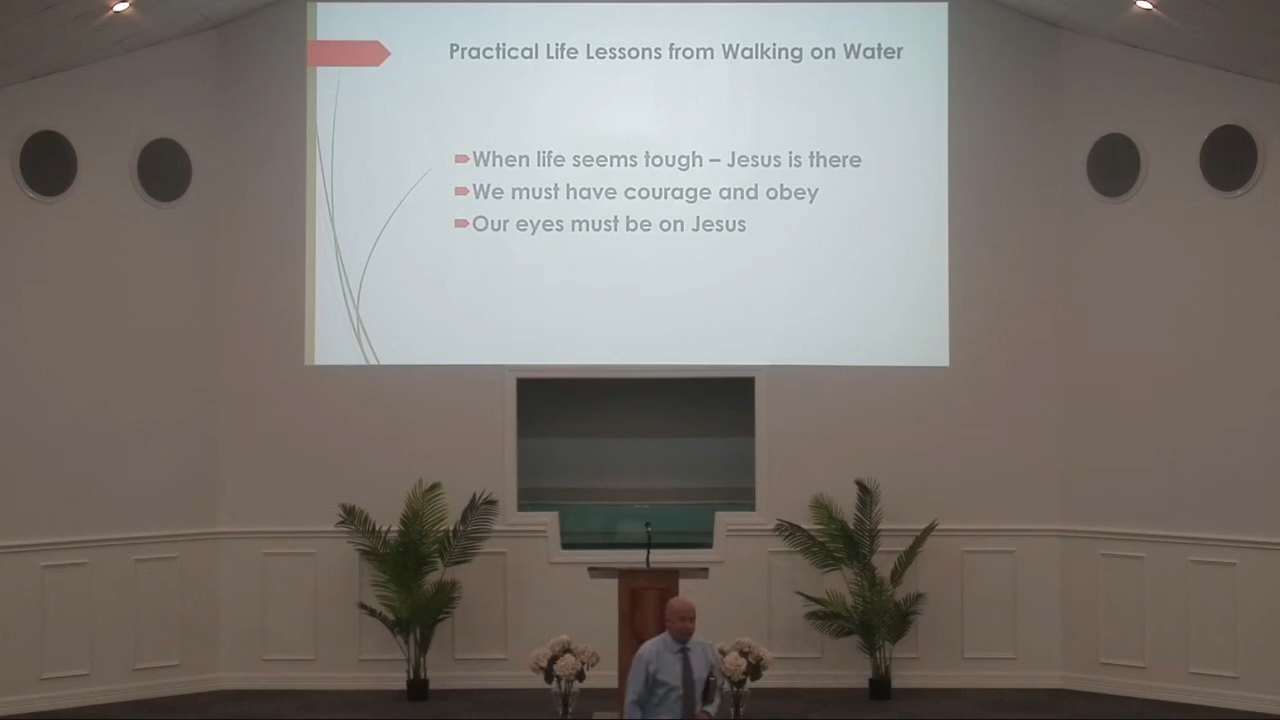 Practical Life Lessons from Walking on Water
When life seems tough – Jesus is there
We must have courage and obey
Our eyes must be on Jesus